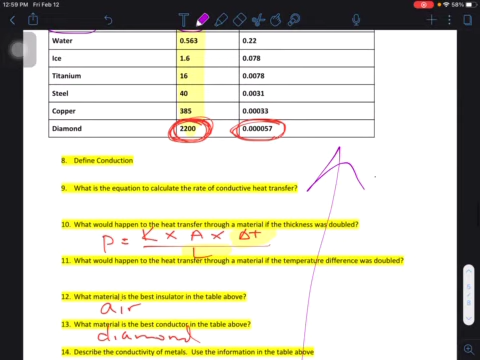 12:59 PM Fri Feb 12
58%
Water 0.563 0.22
Ice 1.6 0.078
Titanium 16 0.0078
Steel 40 0.0031
Copper 385 0.00033
Diamond 2200 0.000057
8. Define Conduction
9. What is the equation to calculate the rate of conductive heat transfer?
10. What would happen to the heat transfer through a material if the thickness was doubled?
P = K x A x Δt
L
11. What would happen to the heat transfer through a material if the temperature difference was doubled?
12. What material is the best insulator in the table above?
air
13. What material is the best conductor in the table above?
diamond
14. Describe the conductivity of metals. Use the information in the table above